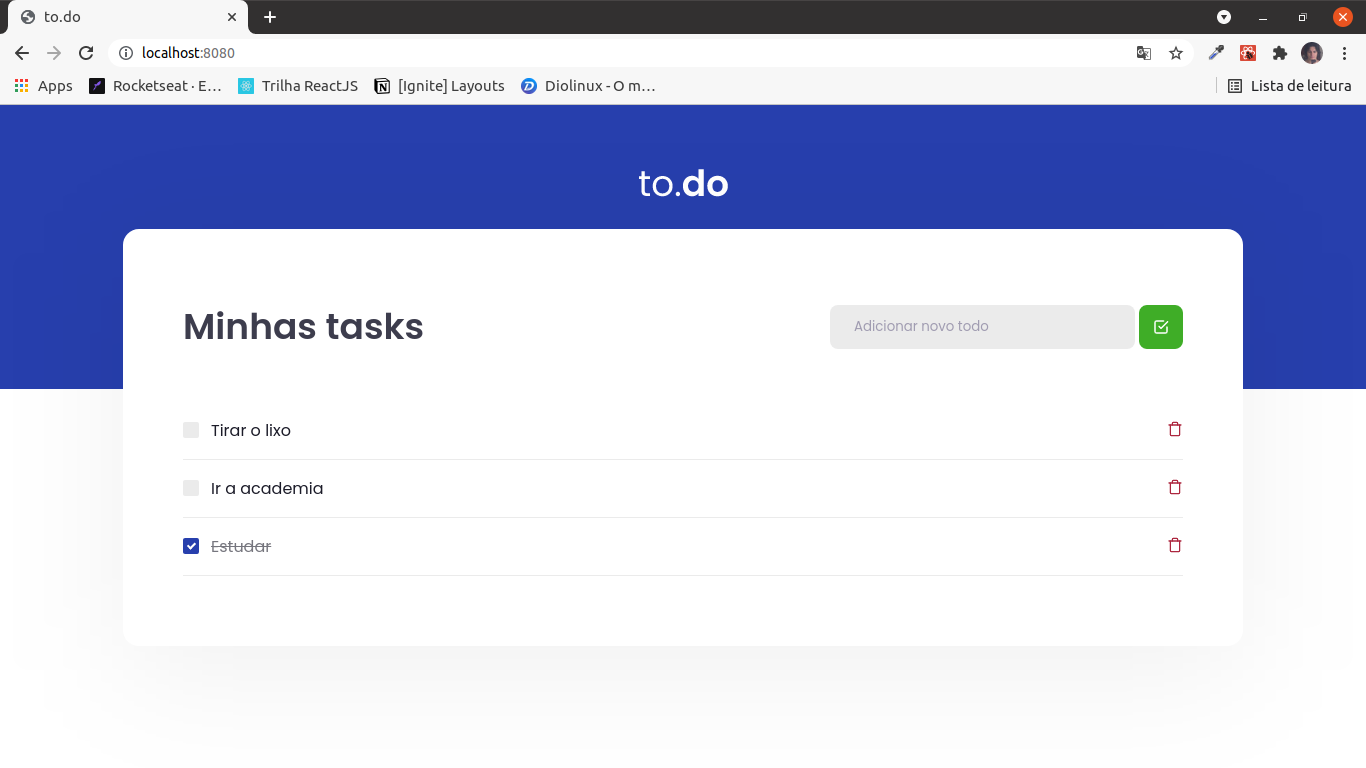 to.do
localhost:8080
Apps Rocketseat · E… Trilha ReactJS [Ignite] Layouts Diolinux - O m… Lista de leitura
to.do
Minhas tasks
Adicionar novo todo
Tirar o lixo
Ir a academia
Estudar